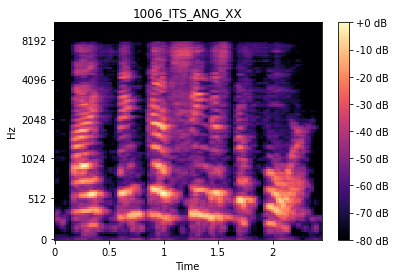 1006_ITS_ANG_XX
+0 dB
8192
-10 dB
4096
-20 dB
-30 dB
2048
Hz
-40 dB
1024
-50 dB
512
-60 dB
-70 dB
0
-80 dB
0 0.5 1 1.5 2
Time